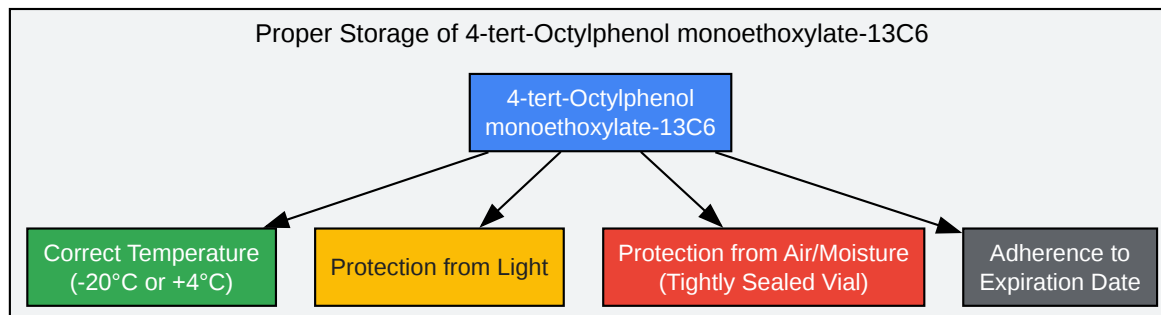 Proper Storage of 4-tert-Octylphenol monoethoxylate-13C6
4-tert-Octylphenol
monoethoxylate-13C6
Correct Temperature
(-20°C or +4°C)
Protection from Light
Protection from Air/Moisture
(Tightly Sealed Vial)
Adherence to
Expiration Date